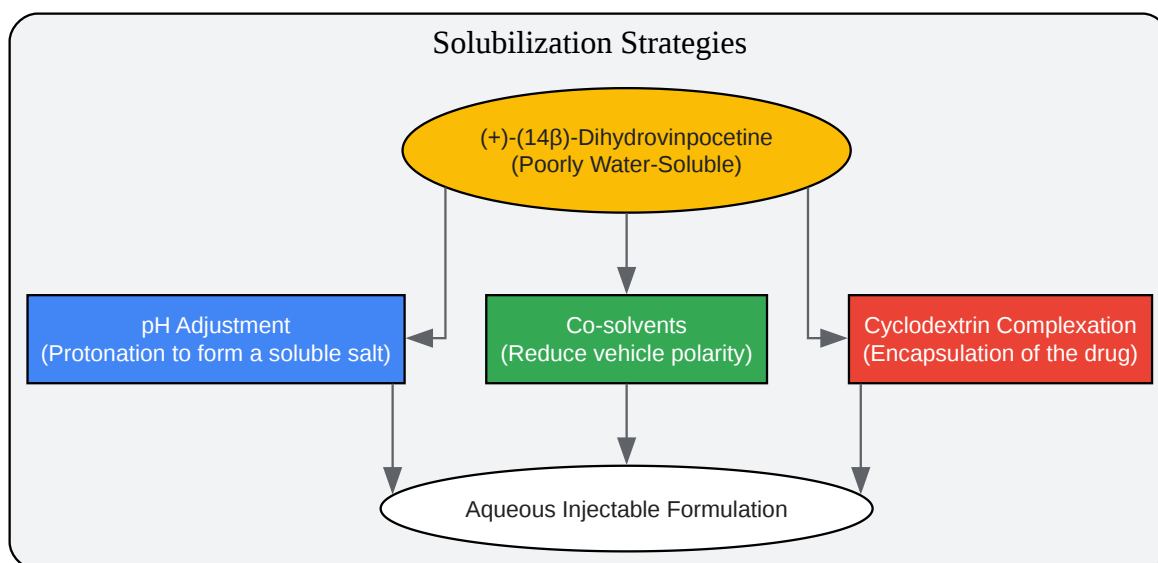 Solubilization Strategies
(+)-(14β)-Dihydrovinpocetine
(Poorly Water-Soluble)
pH Adjustment
(Protonation to form a soluble salt)
Co-solvents
(Reduce vehicle polarity)
Cyclodextrin Complexation
(Encapsulation of the drug)
Aqueous Injectable Formulation